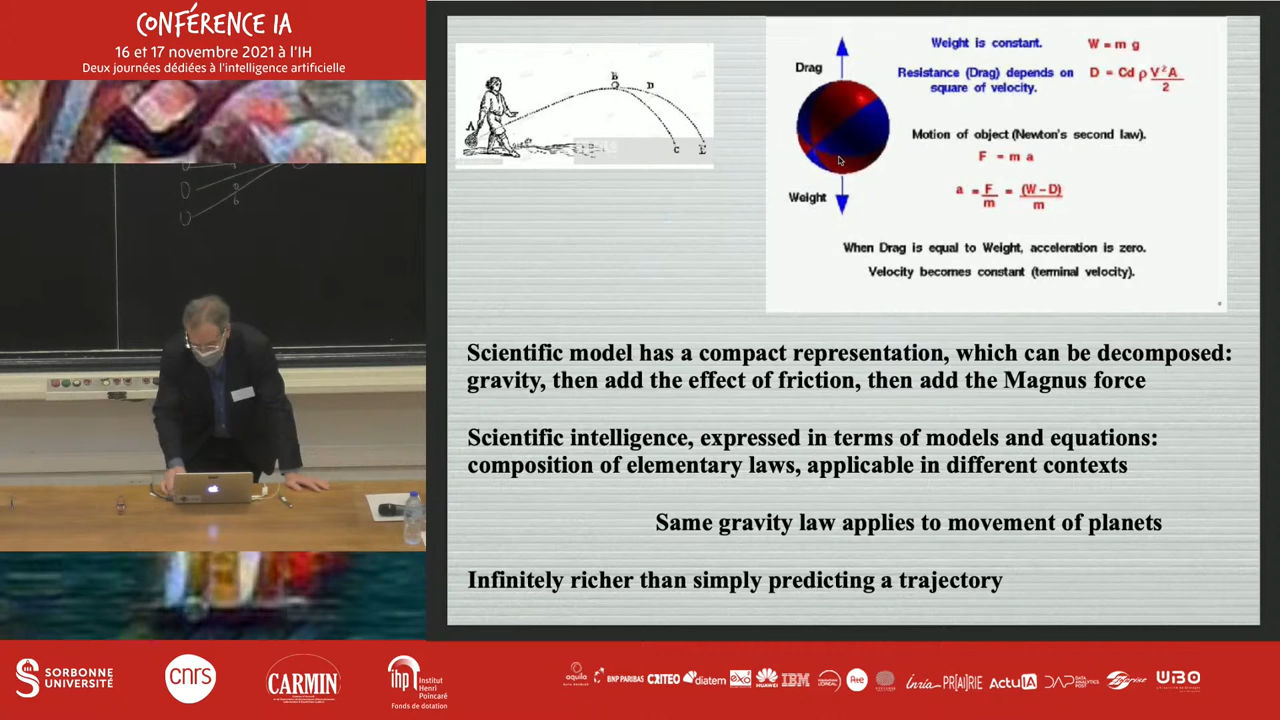 CONFÉRENCE IA
16 et 17 novembre 2021 à l'IH
Deux journées dédiées à l'intelligence artificielle
A
B
D
C
E
Drag
Weight
Weight is constant. W = m g
Resistance (Drag) depends on square of velocity. D = Cd ρ V² A / 2
Motion of object (Newton's second law).
F = m a
a = F / m = (W – D) / m
When Drag is equal to Weight, acceleration is zero.
Velocity becomes constant (terminal velocity).
Scientific model has a compact representation, which can be decomposed:
gravity, then add the effect of friction, then add the Magnus force
Scientific intelligence, expressed in terms of models and equations:
composition of elementary laws, applicable in different contexts
Same gravity law applies to movement of planets
Infinitely richer than simply predicting a trajectory
SORBONNE
UNIVERSITÉ
cnrs
CARMIN
ihp
Institut
Henri
Poincaré
Fonds de dotation
aquila
BNP PARIBAS
CRITEO
diatem
exo
HUAWEI
IBM
Inria
PR[AI]RIE
ActuIA
DAP DATA ANALYTICS POST
UBO